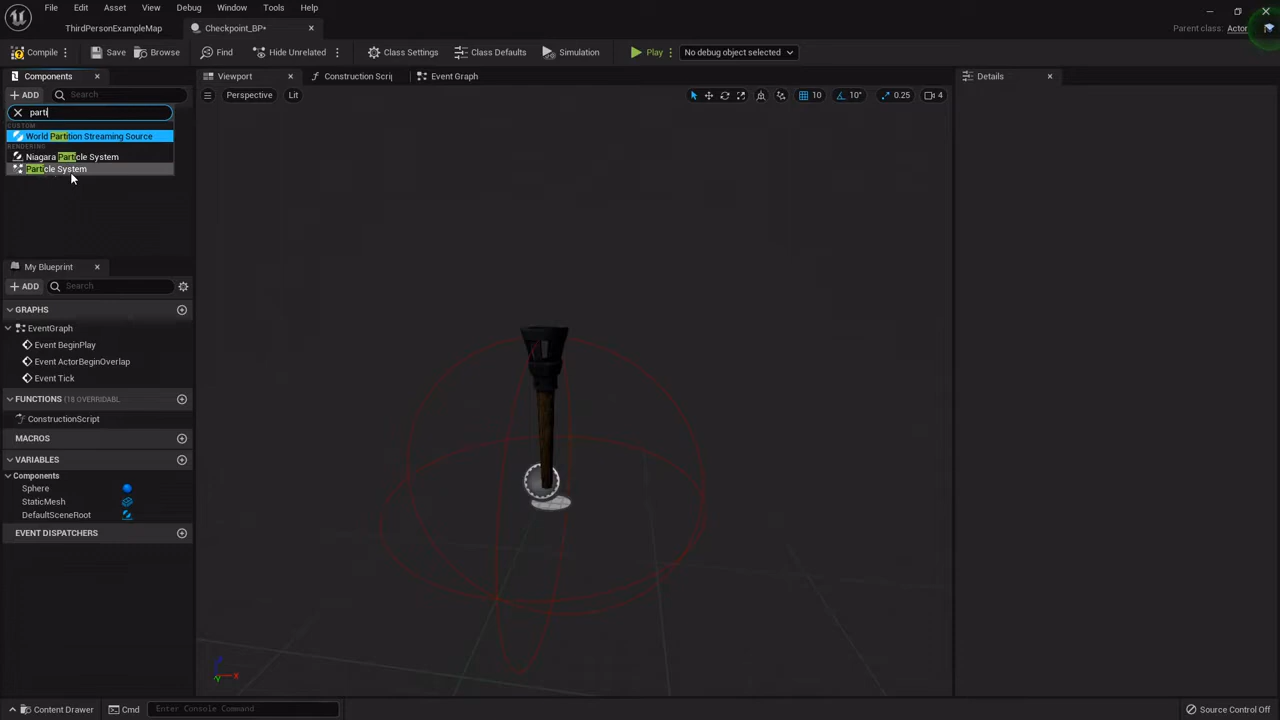 File Edit Asset View Debug Window Tools Help
ThirdPersonExampleMap Checkpoint_BP* Parent class: Actor
Compile Save Browse Find Hide Unrelated Class Settings Class Defaults Simulation Play No debug object selected
Components Viewport Construction Scrip Event Graph Details
+ ADD Search Perspective Lit 10 10° 0.25 4
parti
CUSTOM
World Partition Streaming Source
RENDERING
Niagara Particle System
Particle System
My Blueprint
+ ADD Search
GRAPHS
EventGraph
Event BeginPlay
Event ActorBeginOverlap
Event Tick
FUNCTIONS (18 OVERRIDABL
ConstructionScript
MACROS
VARIABLES
Components
Sphere
StaticMesh
DefaultSceneRoot
EVENT DISPATCHERS
Content Drawer Cmd Enter Console Command Source Control Off